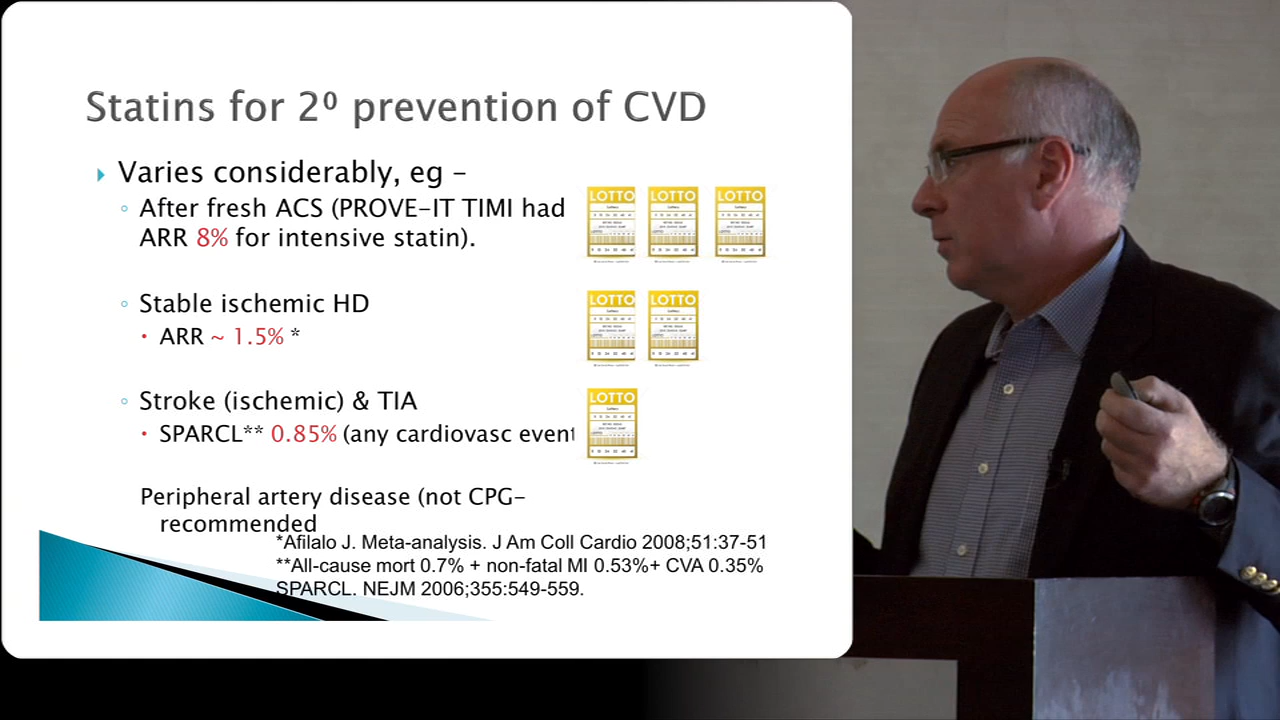 Statins for 2º prevention of CVD
Varies considerably, eg –
After fresh ACS (PROVE-IT TIMI had
ARR 8% for intensive statin).
LOTTO LOTTO LOTTO
Stable ischemic HD
ARR ~ 1.5% *
LOTTO LOTTO
Stroke (ischemic) & TIA
SPARCL** 0.85% (any cardiovasc event
LOTTO
Peripheral artery disease (not CPG-
recommended
*Afilalo J. Meta-analysis. J Am Coll Cardio 2008;51:37-51
**All-cause mort 0.7% + non-fatal MI 0.53%+ CVA 0.35%
SPARCL. NEJM 2006;355:549-559.